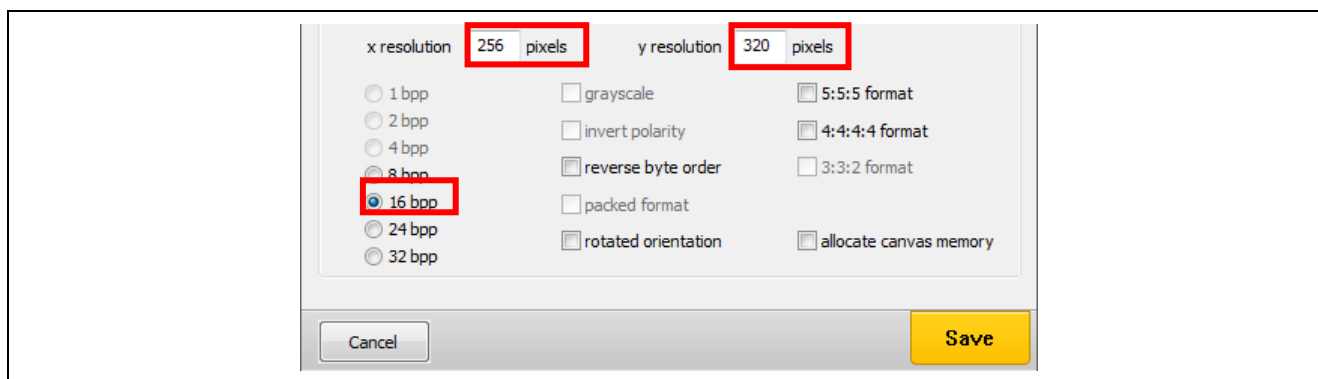 x resolution 256 pixels y resolution 320 pixels
1 bpp grayscale 5:5:5 format
2 bpp invert polarity 4:4:4:4 format
4 bpp
8 bpp reverse byte order 3:3:2 format
16 bpp packed format
24 bpp rotated orientation allocate canvas memory
32 bpp
Cancel Save